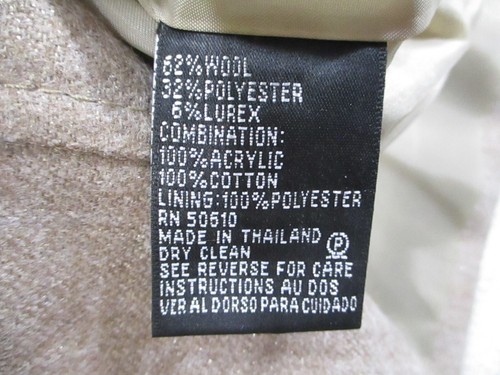 62% WOOL
32% POLYESTER
6% LUREX
COMBINATION:
100% ACRYLIC
100% COTTON
LINING: 100% POLYESTER
RN 50610
MADE IN THAILAND
DRY CLEAN
P
SEE REVERSE FOR CARE
INSTRUCTIONS AU DOS
VER AL DORSO PARA CUIDADO